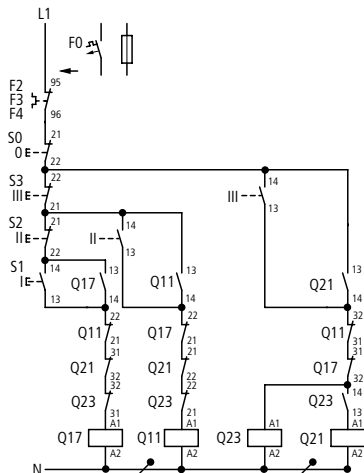 L1
F0
F2 95
F3
F4 96
S0 21
0 E
22
S3 22 14
III E III
21 13
S2 21 14
II E II
22 13
S1 14 13 13 13
I E Q17 Q11 Q21
13 14 14 14
22 22 32
Q11 Q17 Q11
21 21 31
31 21 31
Q21 Q21 Q17
32 22 32
32 22 14
Q23 Q23 Q23
31 21 13
A1 A1 A1 A1
Q17 Q11 Q23 Q21
A2 A2 A2 A2
N